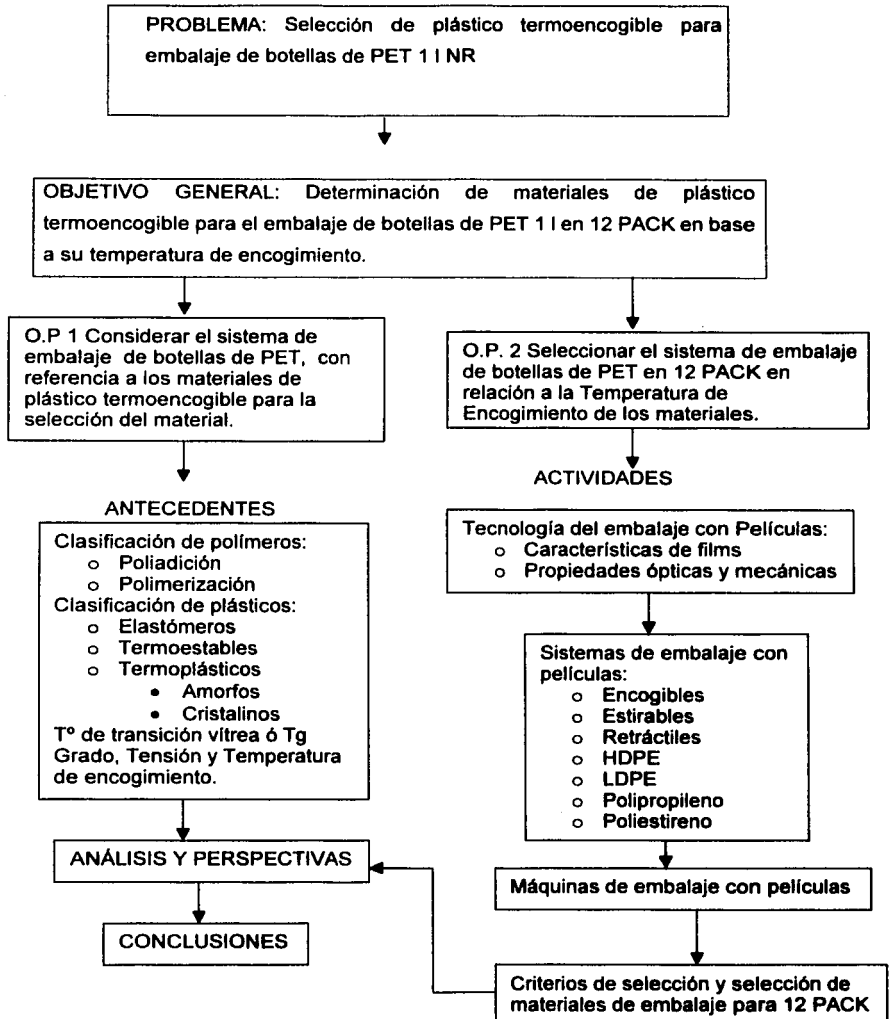 PROBLEMA: Selección de plástico termoencogible para
embalaje de botellas de PET 1 l NR
OBJETIVO GENERAL: Determinación de materiales de plástico
termoencogible para el embalaje de botellas de PET 1 l en 12 PACK en base
a su temperatura de encogimiento.
O.P 1 Considerar el sistema de
embalaje de botellas de PET, con
referencia a los materiales de
plástico termoencogible para la
selección del material.
ANTECEDENTES
Clasificación de polímeros:
o Poliadición
o Polimerización
Clasificación de plásticos:
o Elastómeros
o Termoestables
o Termoplásticos
• Amorfos
• Cristalinos
Tº de transición vítrea ó Tg
Grado, Tensión y Temperatura
de encogimiento.
O.P. 2 Seleccionar el sistema de embalaje
de botellas de PET en 12 PACK en
relación a la Temperatura de
Encogimiento de los materiales.
ACTIVIDADES
Tecnología del embalaje con Películas:
o Características de films
o Propiedades ópticas y mecánicas
Sistemas de embalaje con
películas:
o Encogibles
o Estirables
o Retráctiles
o HDPE
o LDPE
o Polipropileno
o Poliestireno
Máquinas de embalaje con películas
Criterios de selección y selección de
materiales de embalaje para 12 PACK
ANÁLISIS Y PERSPECTIVAS
CONCLUSIONES